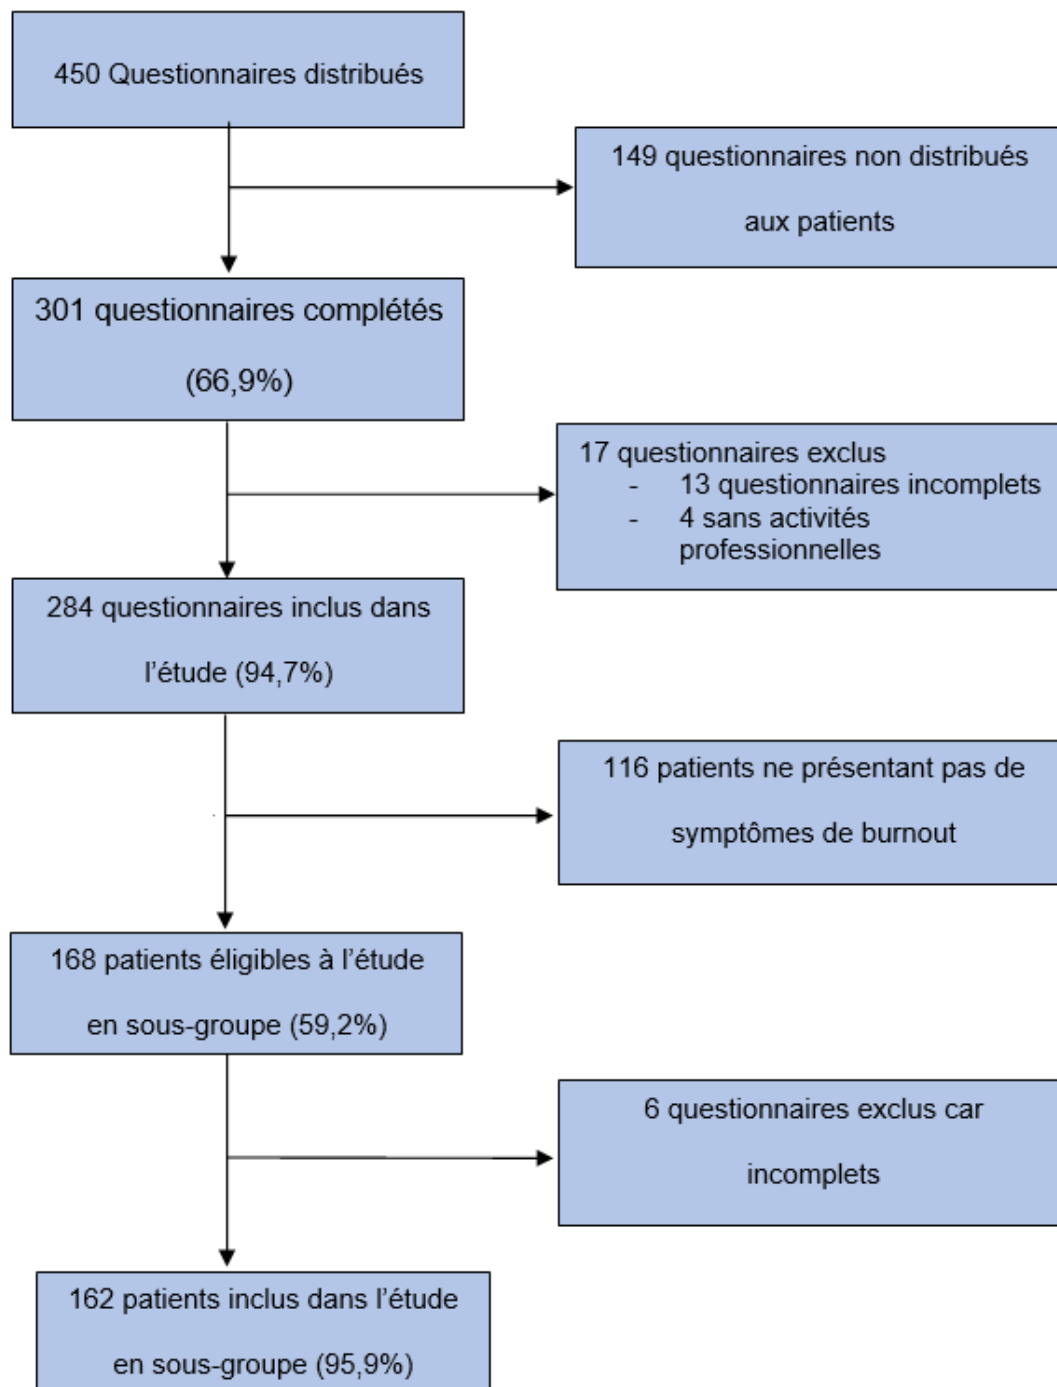 450 Questionnaires distribués
149 questionnaires non distribués
aux patients
301 questionnaires complétés
(66,9%)
17 questionnaires exclus
- 13 questionnaires incomplets
- 4 sans activités
professionnelles
284 questionnaires inclus dans
l'étude (94,7%)
116 patients ne présentant pas de
symptômes de burnout
168 patients éligibles à l'étude
en sous-groupe (59,2%)
6 questionnaires exclus car
incomplets
162 patients inclus dans l'étude
en sous-groupe (95,9%)